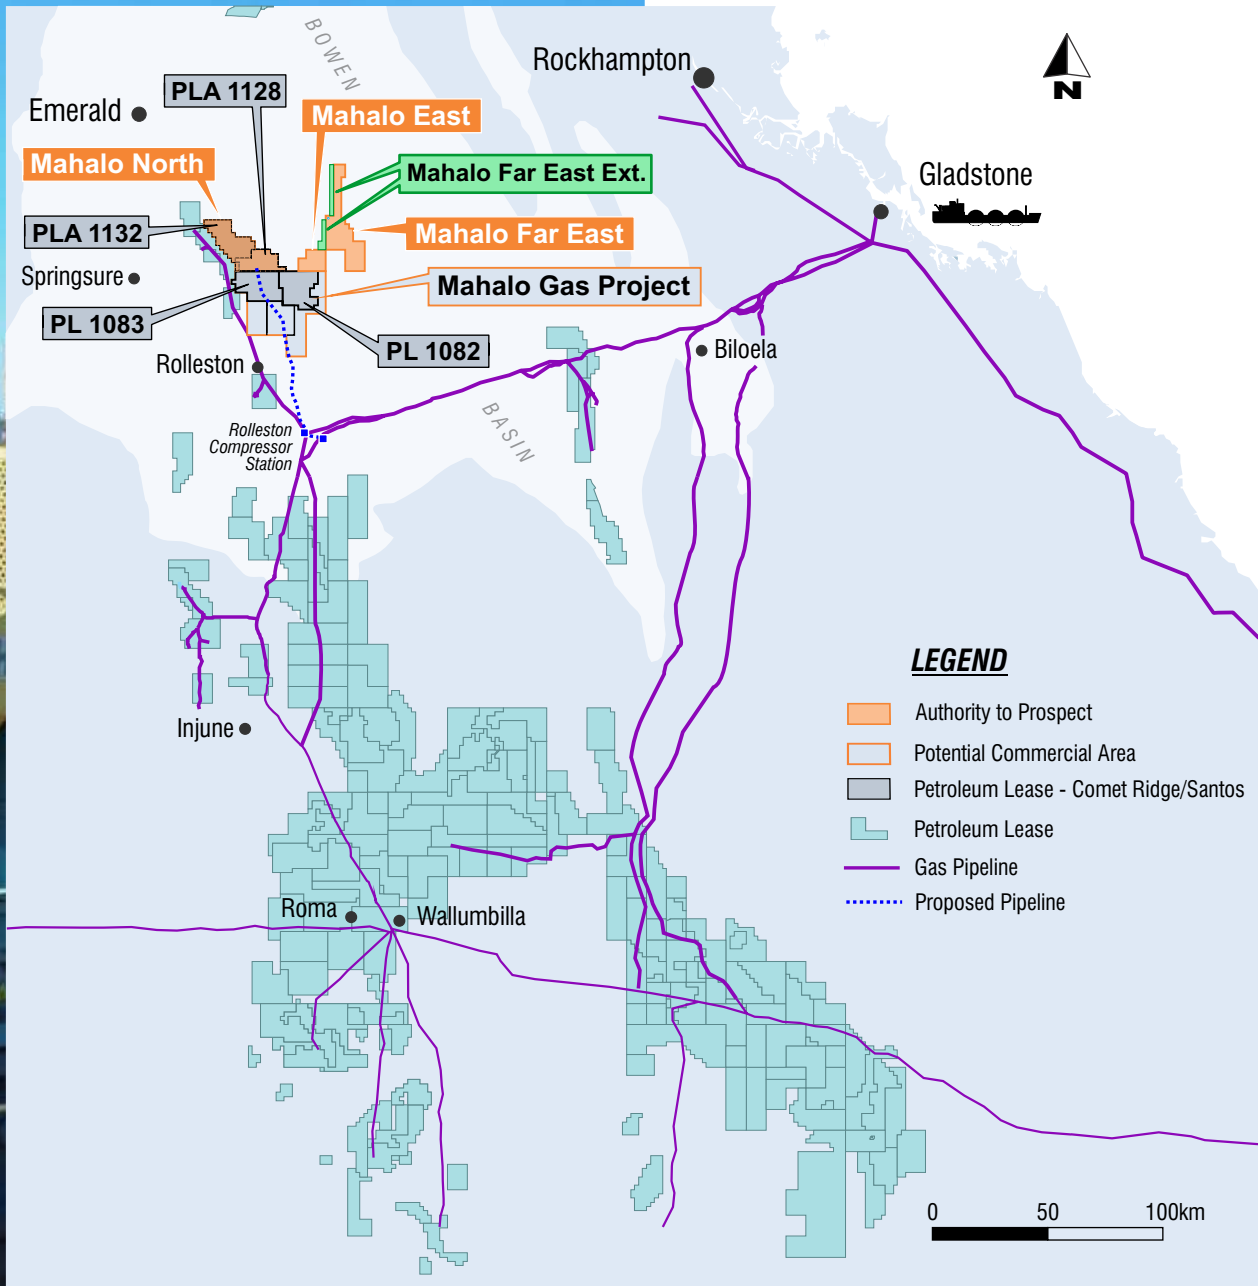 BOWEN
Rockhampton
N
PLA 1128
Emerald
Mahalo East
Mahalo North
Mahalo Far East Ext.
Gladstone
PLA 1132
Mahalo Far East
Springsure
Mahalo Gas Project
PL 1083
PL 1082
Biloela
Rolleston
BASIN
Rolleston
Compressor
Station
LEGEND
Authority to Prospect
Injune
Potential Commercial Area
Petroleum Lease - Comet Ridge/Santos
Petroleum Lease
Gas Pipeline
Proposed Pipeline
Roma
Wallumbilla
0 50 100km